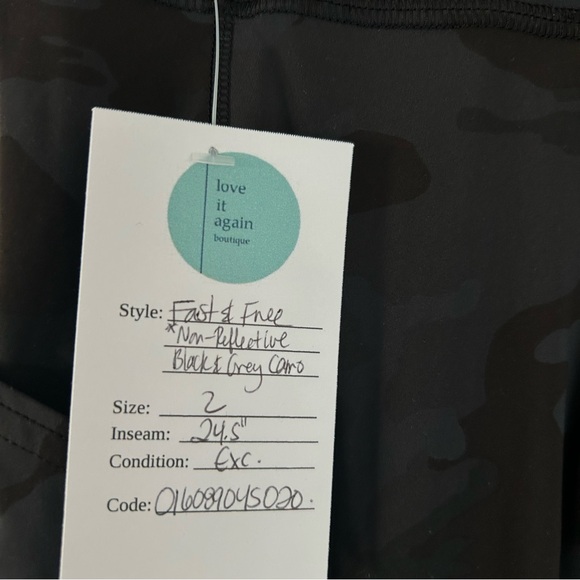 love
it
again
boutique
Style: Fast & Free
*Non-Reflective
Black & Grey Camo
Size: 2
Inseam: 24.5"
Condition: Exc.
Code: 016089045020.